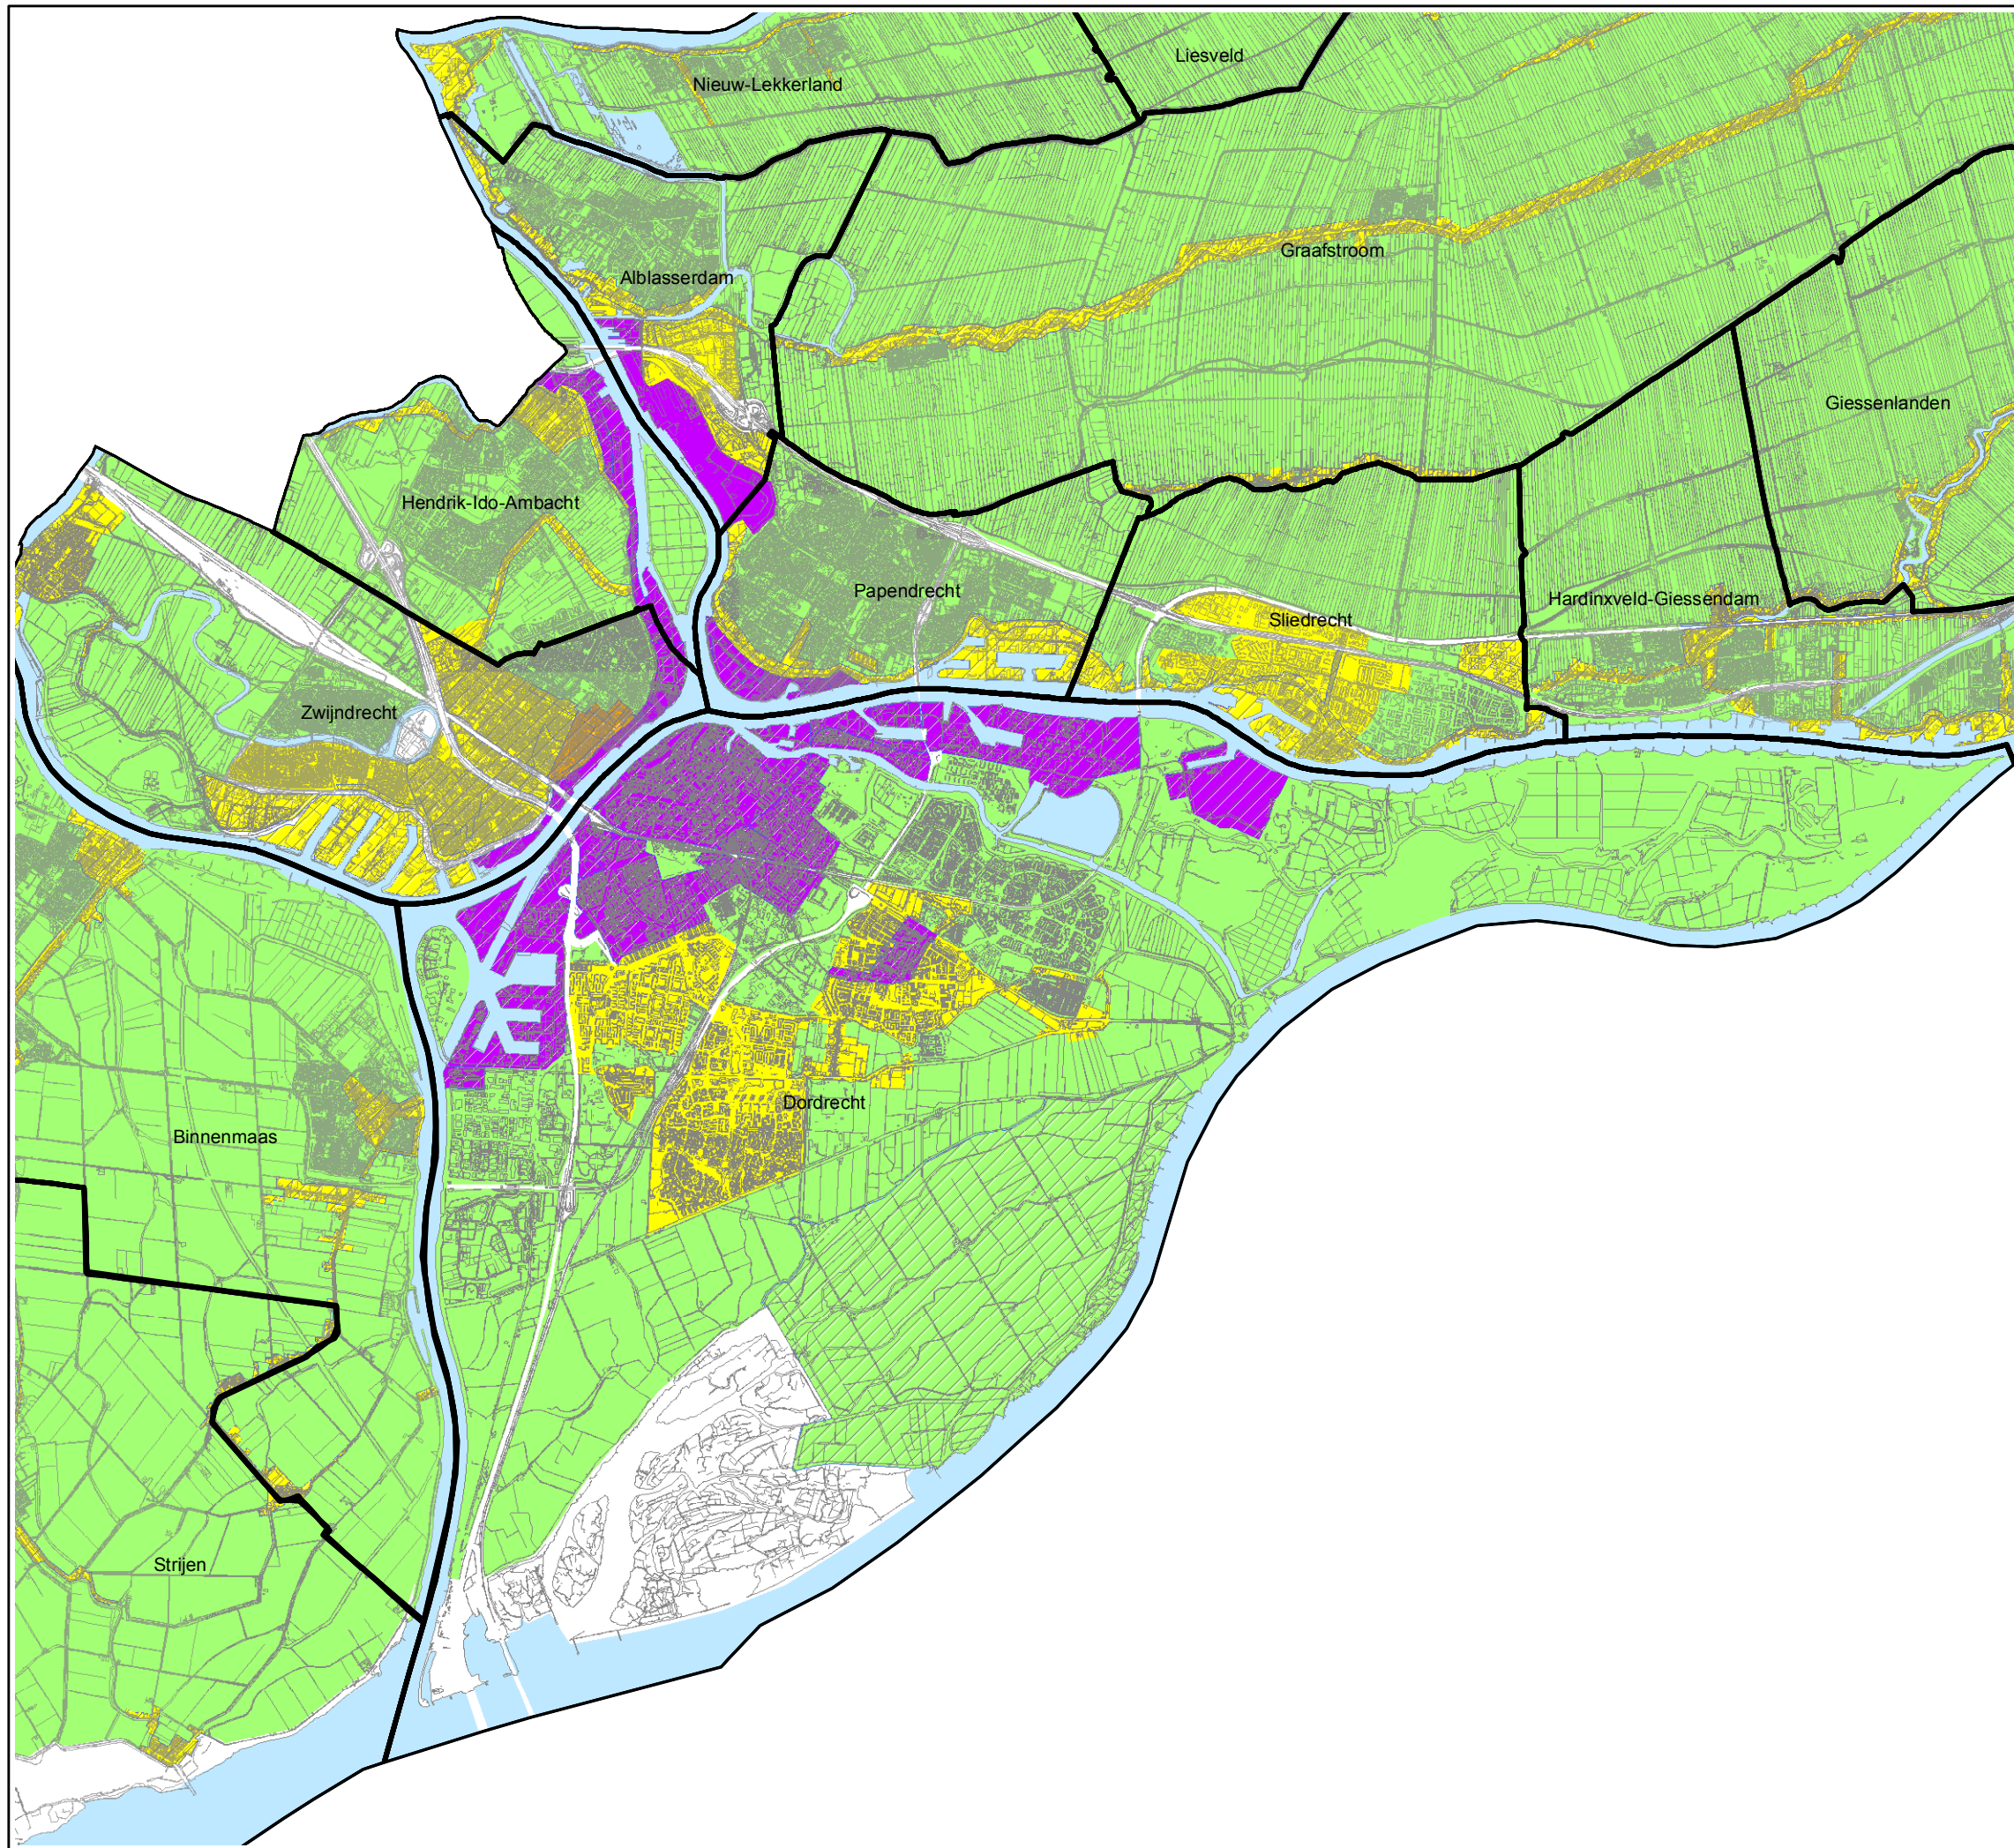 Liesveld
Nieuw-Lekkerland
Graafstroom
Alblasserdam
Giessenlanden
Hendrik-Ido-Ambacht
Papendrecht
Hardinxveld-Giessendam
Sliedrecht
Zwijndrecht
Dordrecht
Binnenmaas
Strijen